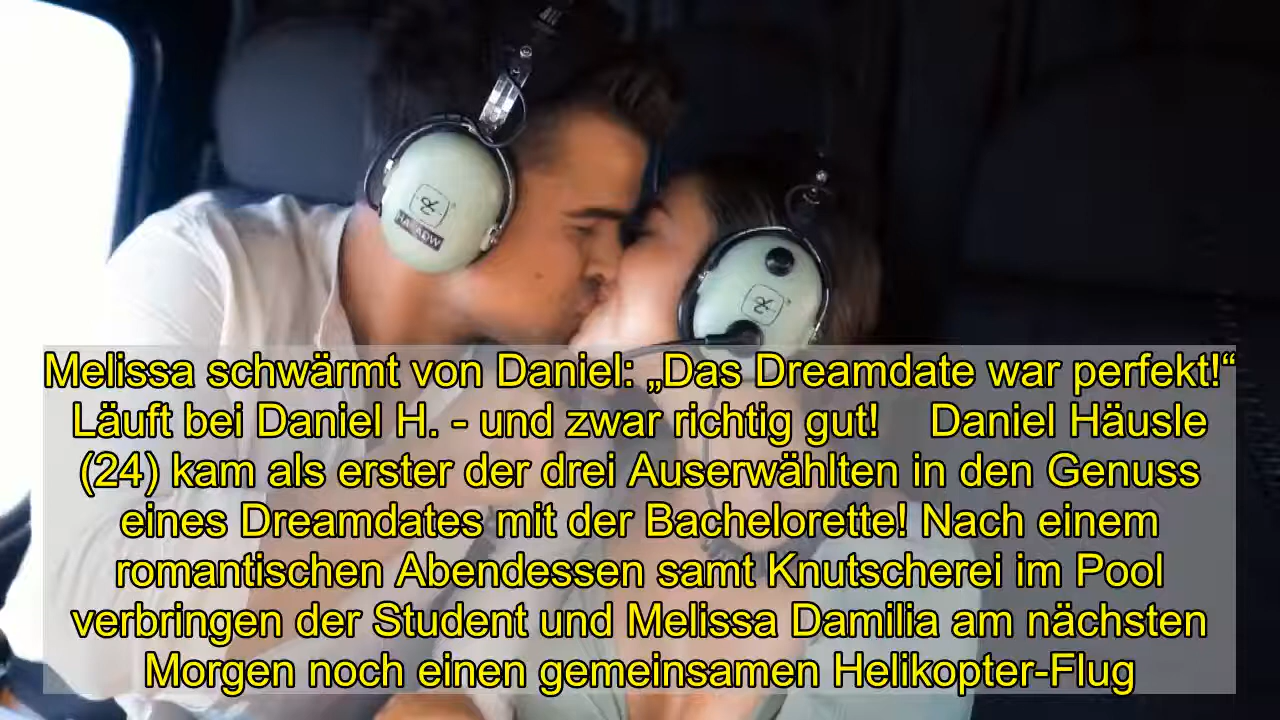 HA-ADW
Melissa schwärmt von Daniel: „Das Dreamdate war perfekt!“
Läuft bei Daniel H. - und zwar richtig gut! Daniel Häusle
(24) kam als erster der drei Auserwählten in den Genuss
eines Dreamdates mit der Bachelorette! Nach einem
romantischen Abendessen samt Knutscherei im Pool
verbringen der Student und Melissa Damilia am nächsten
Morgen noch einen gemeinsamen Helikopter-Flug